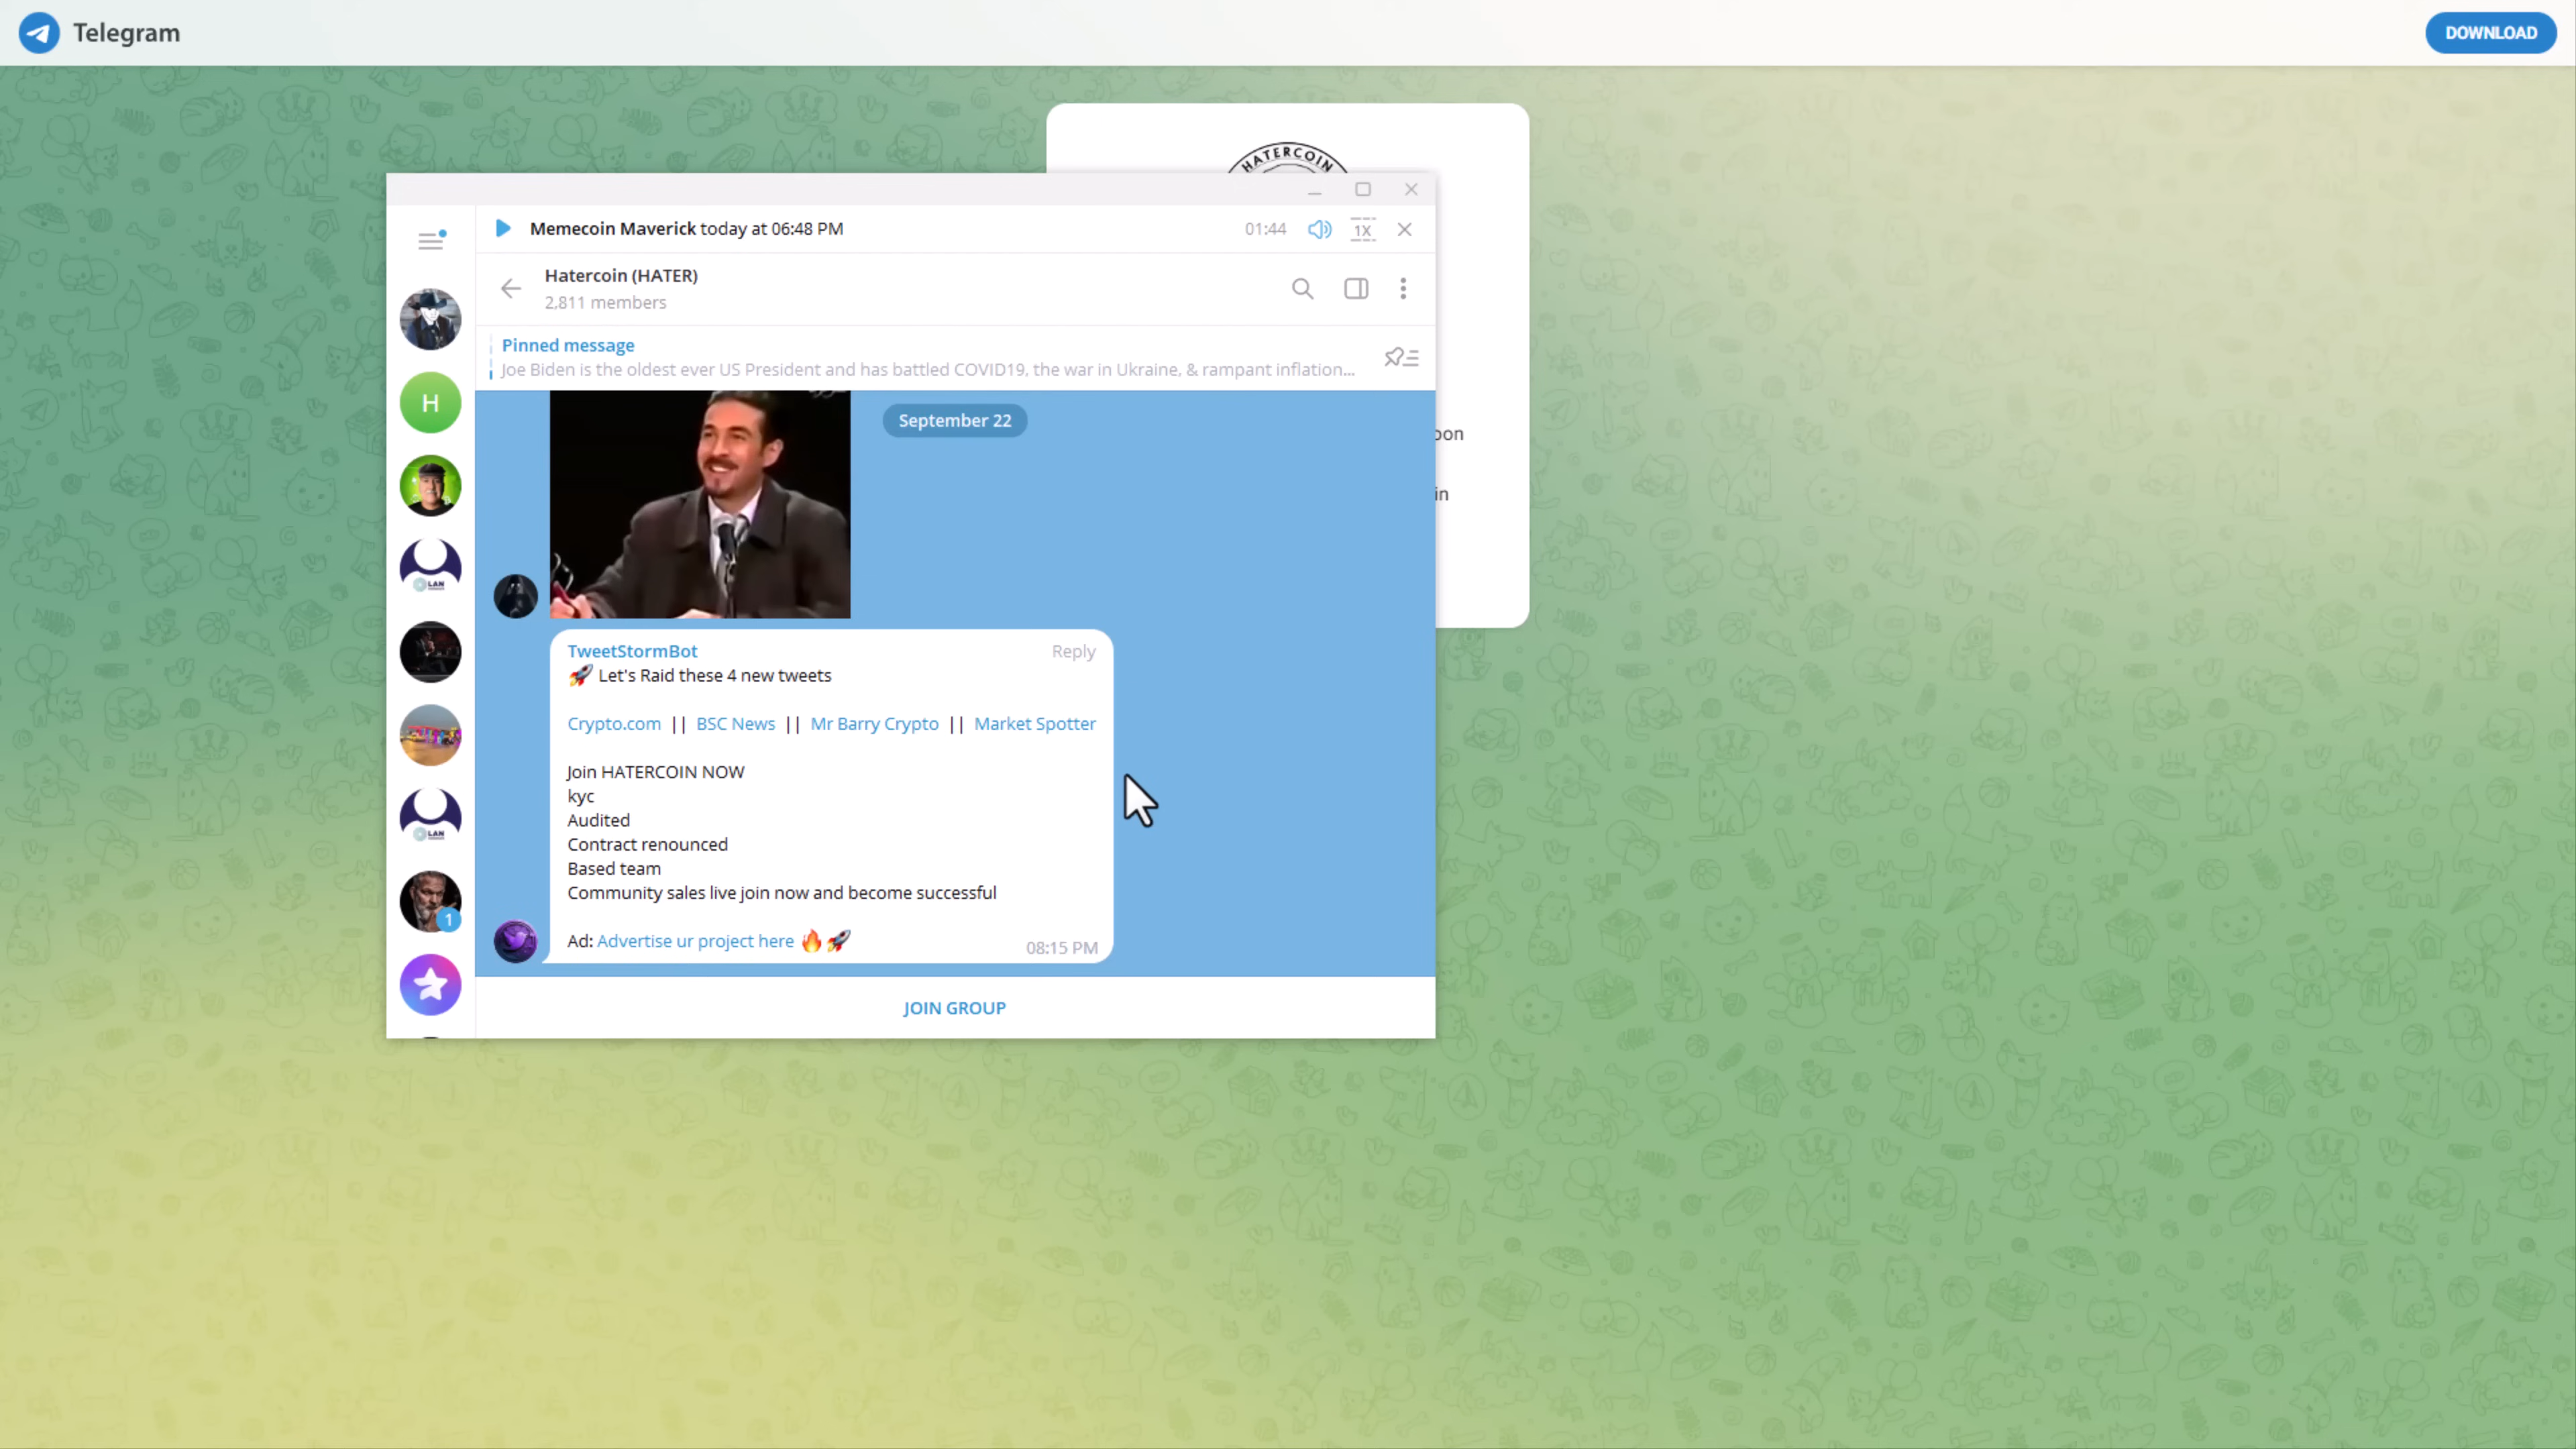 Telegram
DOWNLOAD
HATERCOIN
Memecoin Maverick today at 06:48 PM
01:44
1X
Hatercoin (HATER)
2,811 members
Pinned message
Joe Biden is the oldest ever US President and has battled COVID19, the war in Ukraine, & rampant inflation...
September 22
oon
in
H
LAN
LAN
1
TweetStormBot
Reply
🚀 Let's Raid these 4 new tweets
Crypto.com || BSC News || Mr Barry Crypto || Market Spotter
Join HATERCOIN NOW
kyc
Audited
Contract renounced
Based team
Community sales live join now and become successful
Ad: Advertise ur project here 🔥🚀
08:15 PM
JOIN GROUP